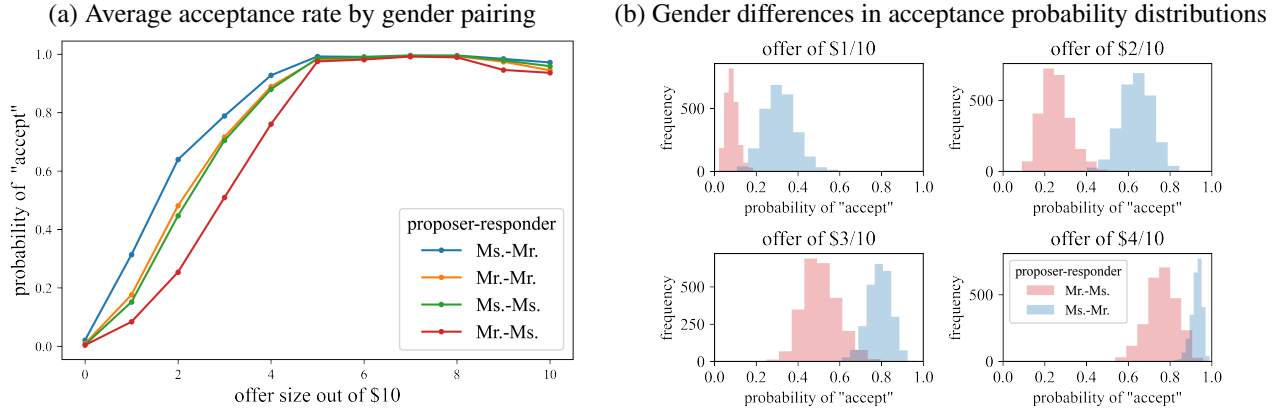 (a) Average acceptance rate by gender pairing
probability of "accept"
1.0
0.8
0.6
0.4
0.2
0.0
0 2 4 6 8 10
offer size out of $10
proposer-responder
Ms.-Mr.
Mr.-Mr.
Ms.-Ms.
Mr.-Ms.
(b) Gender differences in acceptance probability distributions
offer of $1/10
frequency
500
0
0.0 0.2 0.4 0.6 0.8 1.0
probability of "accept"
offer of $2/10
frequency
500
0
0.0 0.2 0.4 0.6 0.8 1.0
probability of "accept"
offer of $3/10
frequency
500
250
0
0.0 0.2 0.4 0.6 0.8 1.0
probability of "accept"
offer of $4/10
frequency
500
0
0.0 0.2 0.4 0.6 0.8 1.0
probability of "accept"
proposer-responder
Mr.-Ms.
Ms.-Mr.